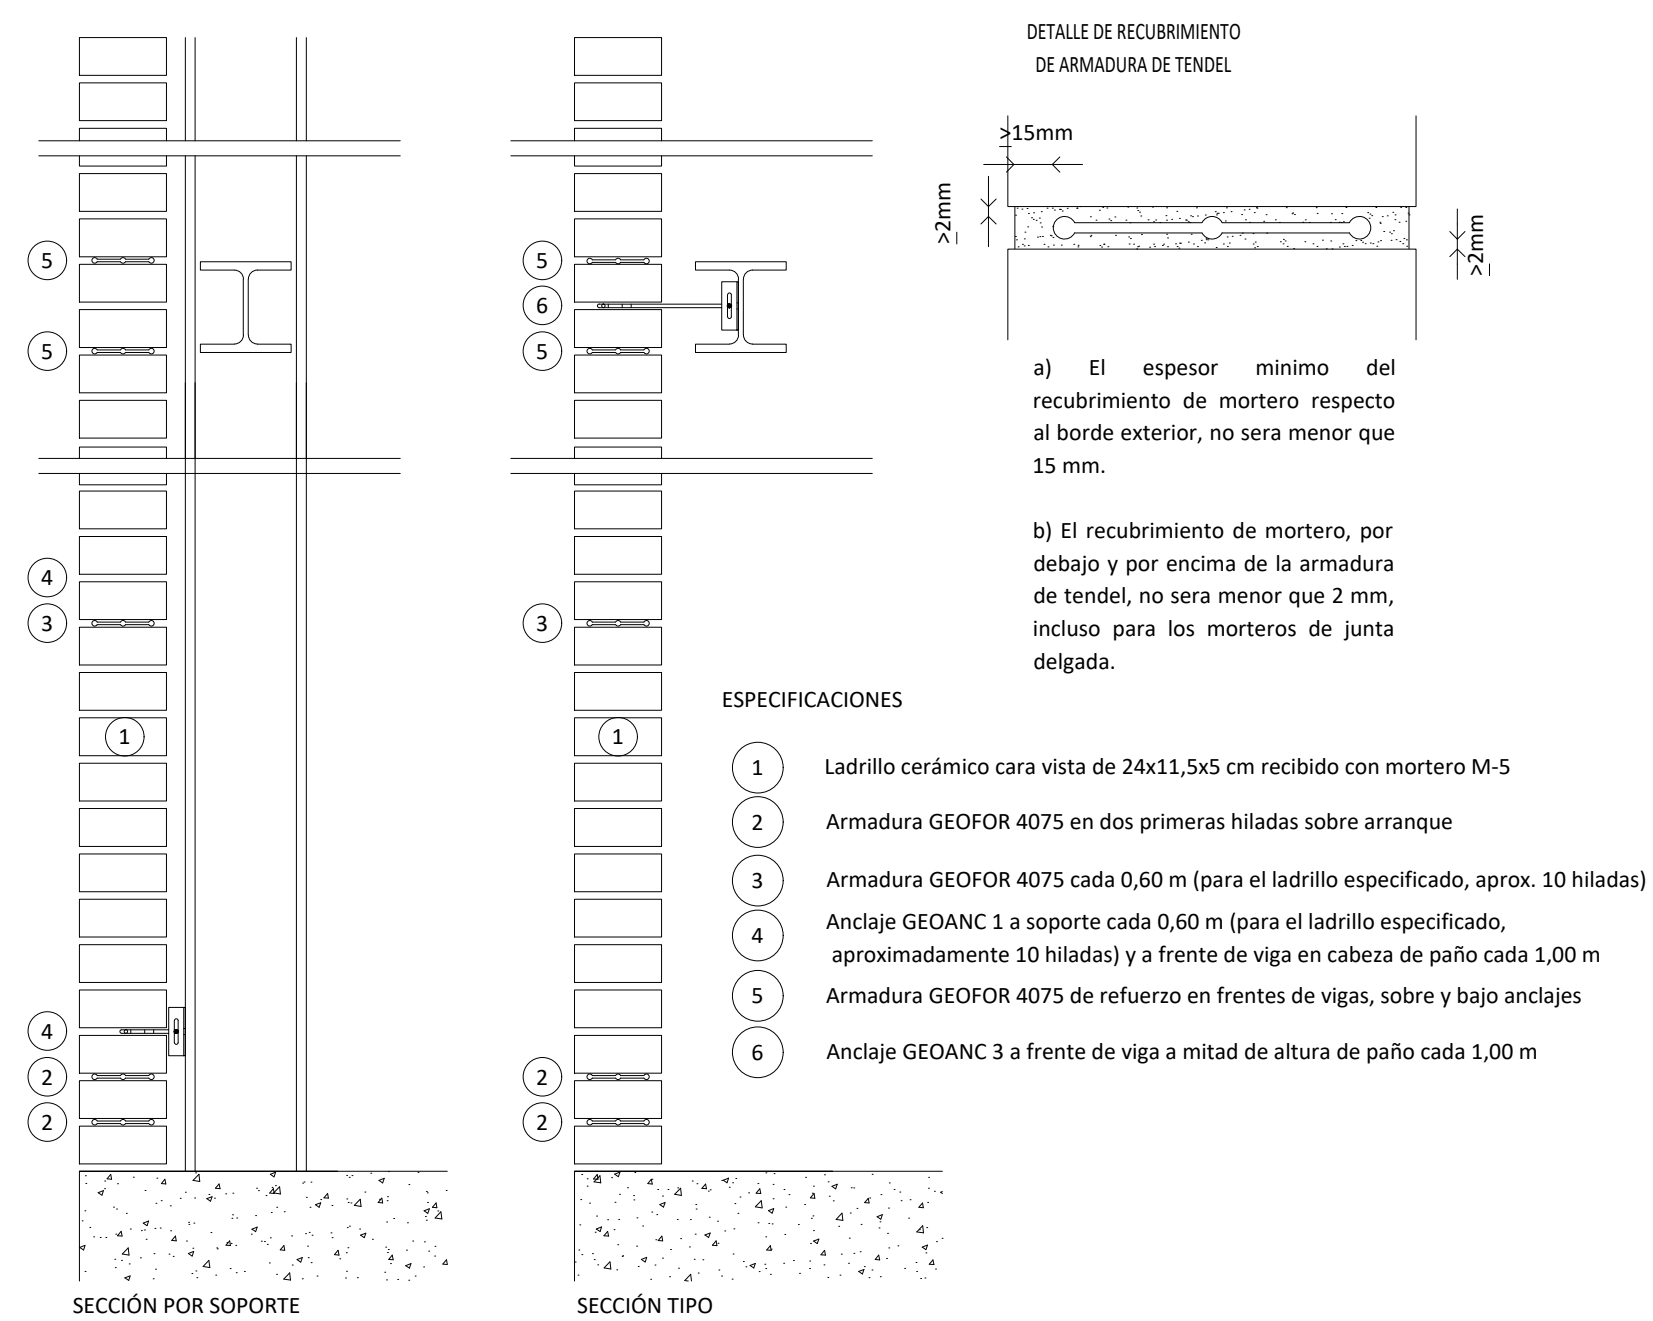 DETALLE DE RECUBRIMIENTO
DE ARMADURA DE TENDEL
≥15mm
≥2mm
≥2mm
a) El espesor minimo del
recubrimiento de mortero respecto
al borde exterior, no sera menor que
15 mm.
b) El recubrimiento de mortero, por
debajo y por encima de la armadura
de tendel, no sera menor que 2 mm,
incluso para los morteros de junta
delgada.
5
5
4
3
1
4
2
2
SECCIÓN POR SOPORTE
5
6
5
3
1
2
2
SECCIÓN TIPO
ESPECIFICACIONES
1 Ladrillo cerámico cara vista de 24x11,5x5 cm recibido con mortero M-5
2 Armadura GEOFOR 4075 en dos primeras hiladas sobre arranque
3 Armadura GEOFOR 4075 cada 0,60 m (para el ladrillo especificado, aprox. 10 hiladas)
4 Anclaje GEOANC 1 a soporte cada 0,60 m (para el ladrillo especificado,
aproximadamente 10 hiladas) y a frente de viga en cabeza de paño cada 1,00 m
5 Armadura GEOFOR 4075 de refuerzo en frentes de vigas, sobre y bajo anclajes
6 Anclaje GEOANC 3 a frente de viga a mitad de altura de paño cada 1,00 m